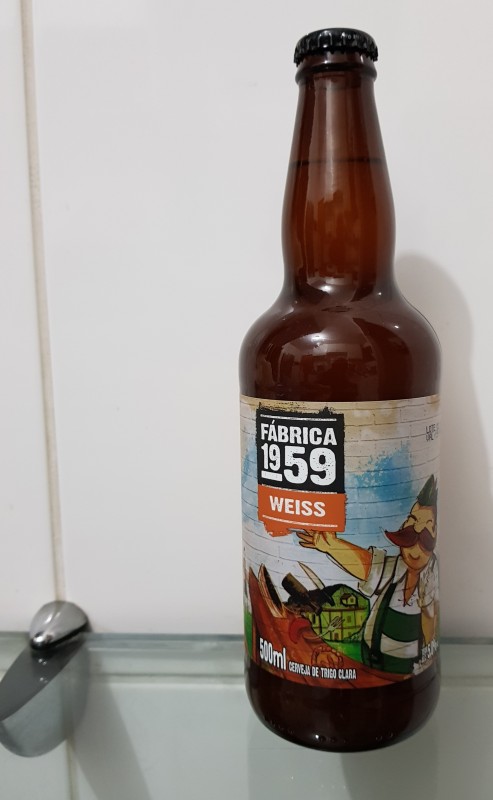 FÁBRICA
1959
WEISS
500ml CERVEJA DE TRIGO CLARA